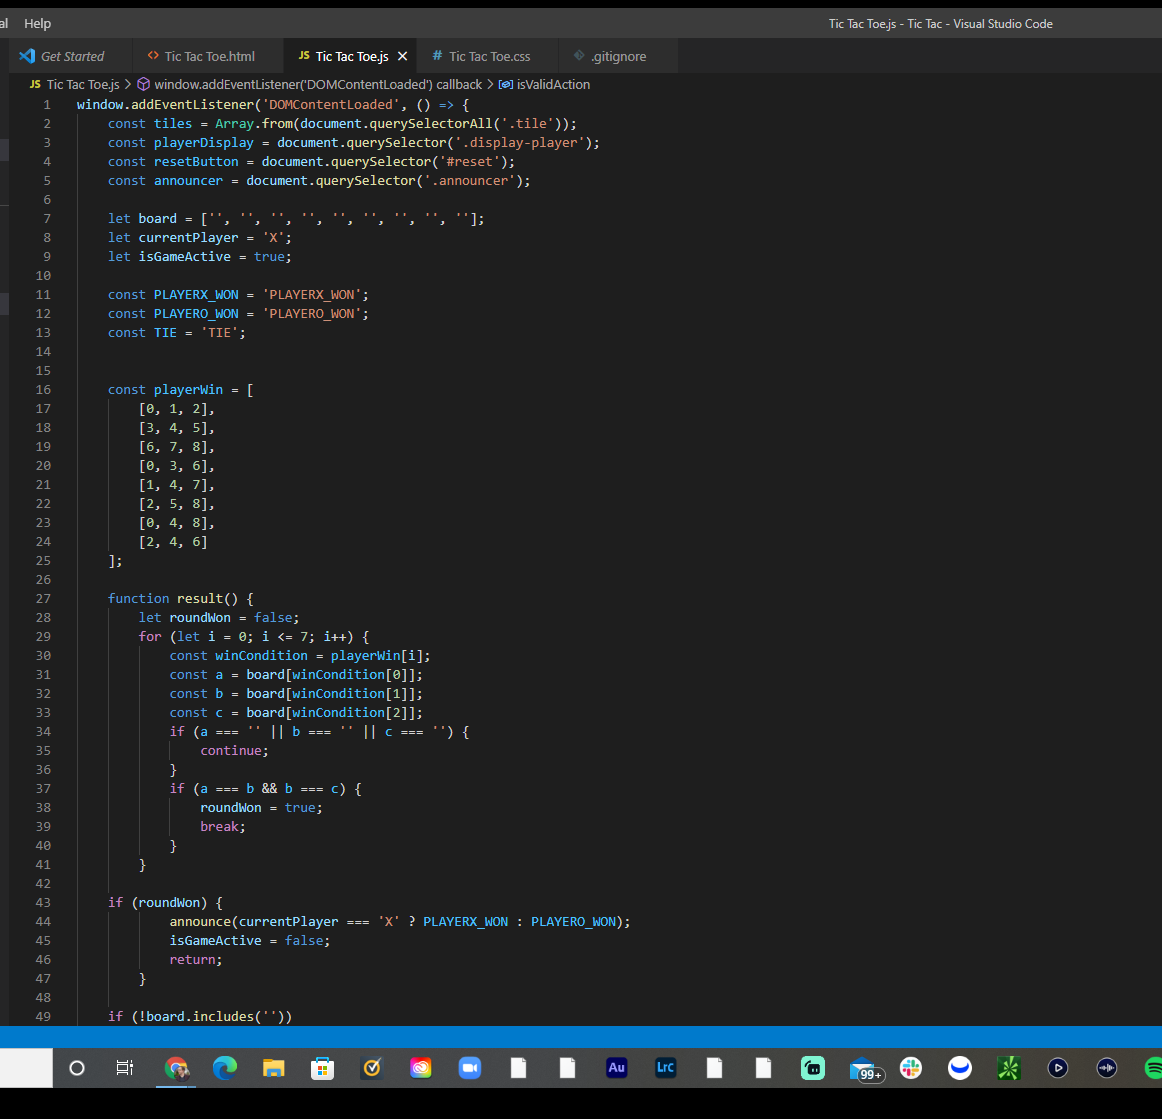 al Help Tic Tac Toe.js - Tic Tac - Visual Studio Code
Get Started <> Tic Tac Toe.html JS Tic Tac Toe.js × # Tic Tac Toe.css .gitignore
JS Tic Tac Toe.js > window.addEventListener('DOMContentLoaded') callback > isValidAction
1 window.addEventListener('DOMContentLoaded', () => {
2     const tiles = Array.from(document.querySelectorAll('.tile'));
3     const playerDisplay = document.querySelector('.display-player');
4     const resetButton = document.querySelector('#reset');
5     const announcer = document.querySelector('.announcer');
6
7     let board = ['', '', '', '', '', '', '', '', ''];
8     let currentPlayer = 'X';
9     let isGameActive = true;
10
11     const PLAYERX_WON = 'PLAYERX_WON';
12     const PLAYERO_WON = 'PLAYERO_WON';
13     const TIE = 'TIE';
14
15
16     const playerWin = [
17         [0, 1, 2],
18         [3, 4, 5],
19         [6, 7, 8],
20         [0, 3, 6],
21         [1, 4, 7],
22         [2, 5, 8],
23         [0, 4, 8],
24         [2, 4, 6]
25     ];
26
27     function result() {
28         let roundWon = false;
29         for (let i = 0; i <= 7; i++) {
30             const winCondition = playerWin[i];
31             const a = board[winCondition[0]];
32             const b = board[winCondition[1]];
33             const c = board[winCondition[2]];
34             if (a === '' || b === '' || c === '') {
35                 continue;
36             }
37             if (a === b && b === c) {
38                 roundWon = true;
39                 break;
40             }
41         }
42
43     if (roundWon) {
44             announce(currentPlayer === 'X' ? PLAYERX_WON : PLAYERO_WON);
45             isGameActive = false;
46             return;
47         }
48
49     if (!board.includes(''))
Au LrC 99+